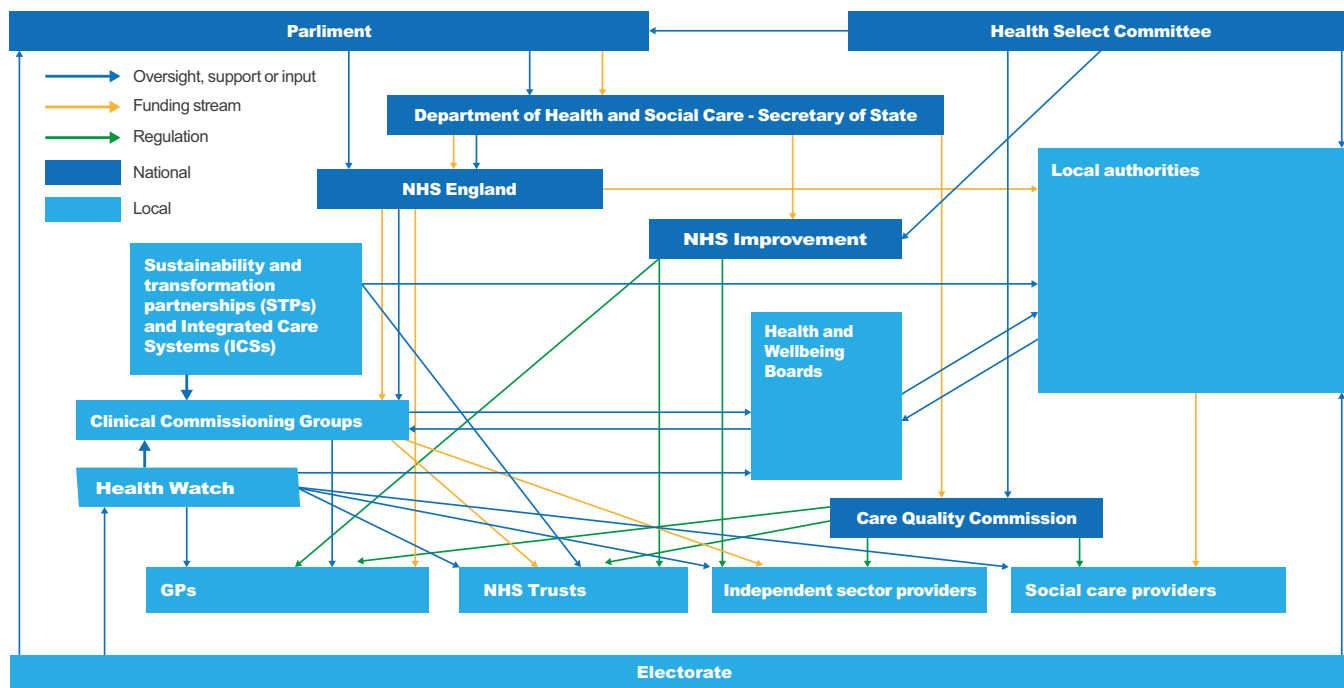 Parliment
Health Select Committee
Oversight, support or input
Funding stream
Regulation
National
Local
Department of Health and Social Care - Secretary of State
NHS England
Local authorities
NHS Improvement
Sustainability and
transformation
partnerships (STPs)
and Integrated Care
Systems (ICSs)
Health and
Wellbeing
Boards
Clinical Commissioning Groups
Health Watch
Care Quality Commission
GPs
NHS Trusts
Independent sector providers
Social care providers
Electorate